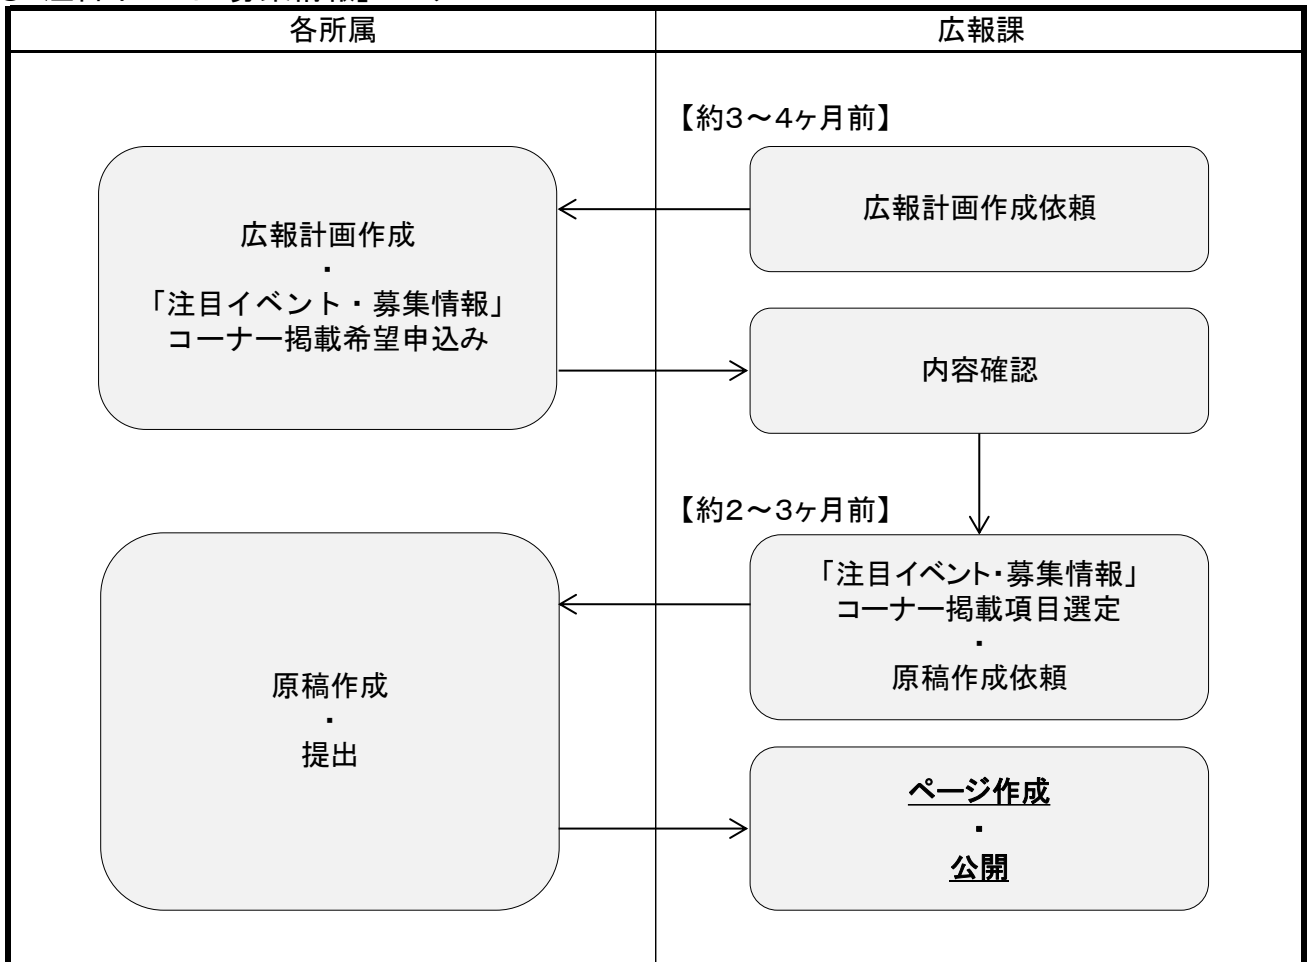 各所属
広報課
【約3～4ヶ月前】
広報計画作成依頼
広報計画作成
・
「注目イベント・募集情報」
コーナー掲載希望申込み
内容確認
【約2～3ヶ月前】
「注目イベント・募集情報」
コーナー掲載項目選定
・
原稿作成依頼
原稿作成
・
提出
ページ作成
・
公開